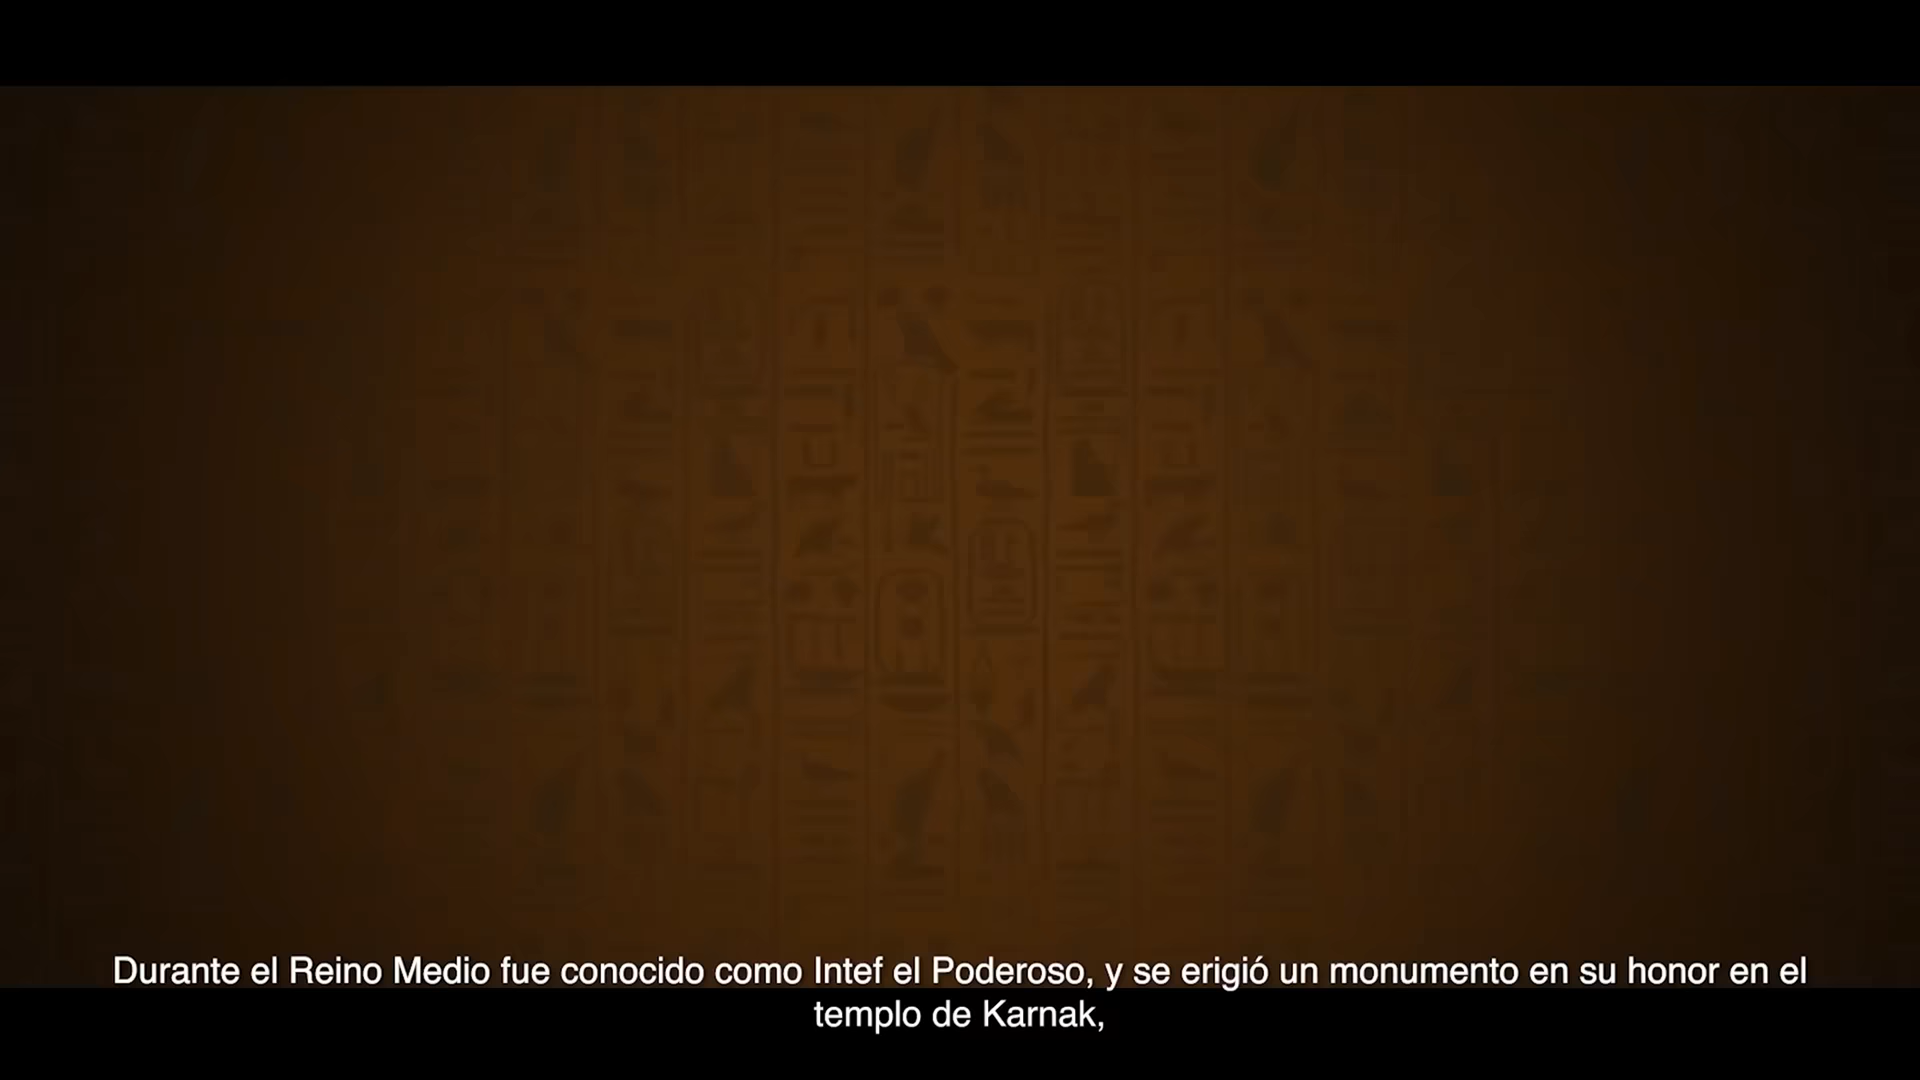 Durante el Reino Medio fue conocido como Intef el Poderoso, y se erigió un monumento en su honor en el
templo de Karnak,